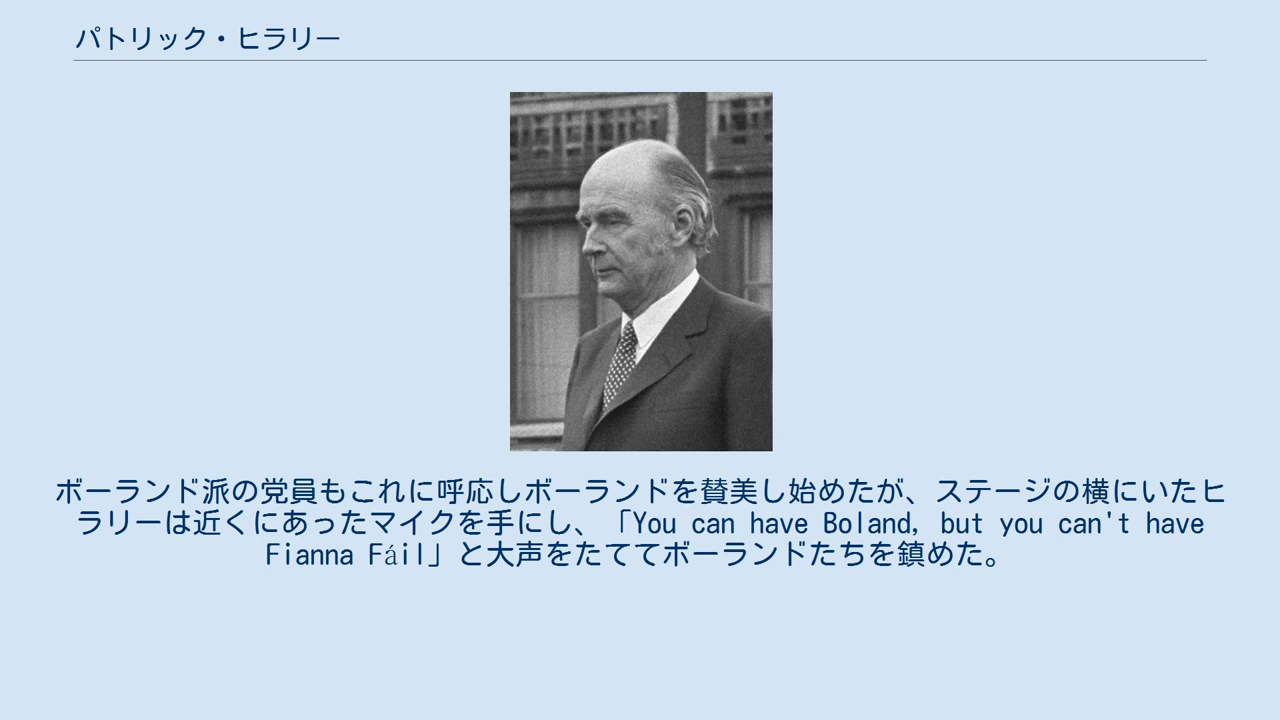 パトリック・ヒラリー
ボーランド派の党員もこれに呼応しボーランドを賛美し始めたが、ステージの横にいたヒ
ラリーは近くにあったマイクを手にし、「You can have Boland, but you can't have
Fianna Fáil」と大声をたててボーランドたちを鎮めた。